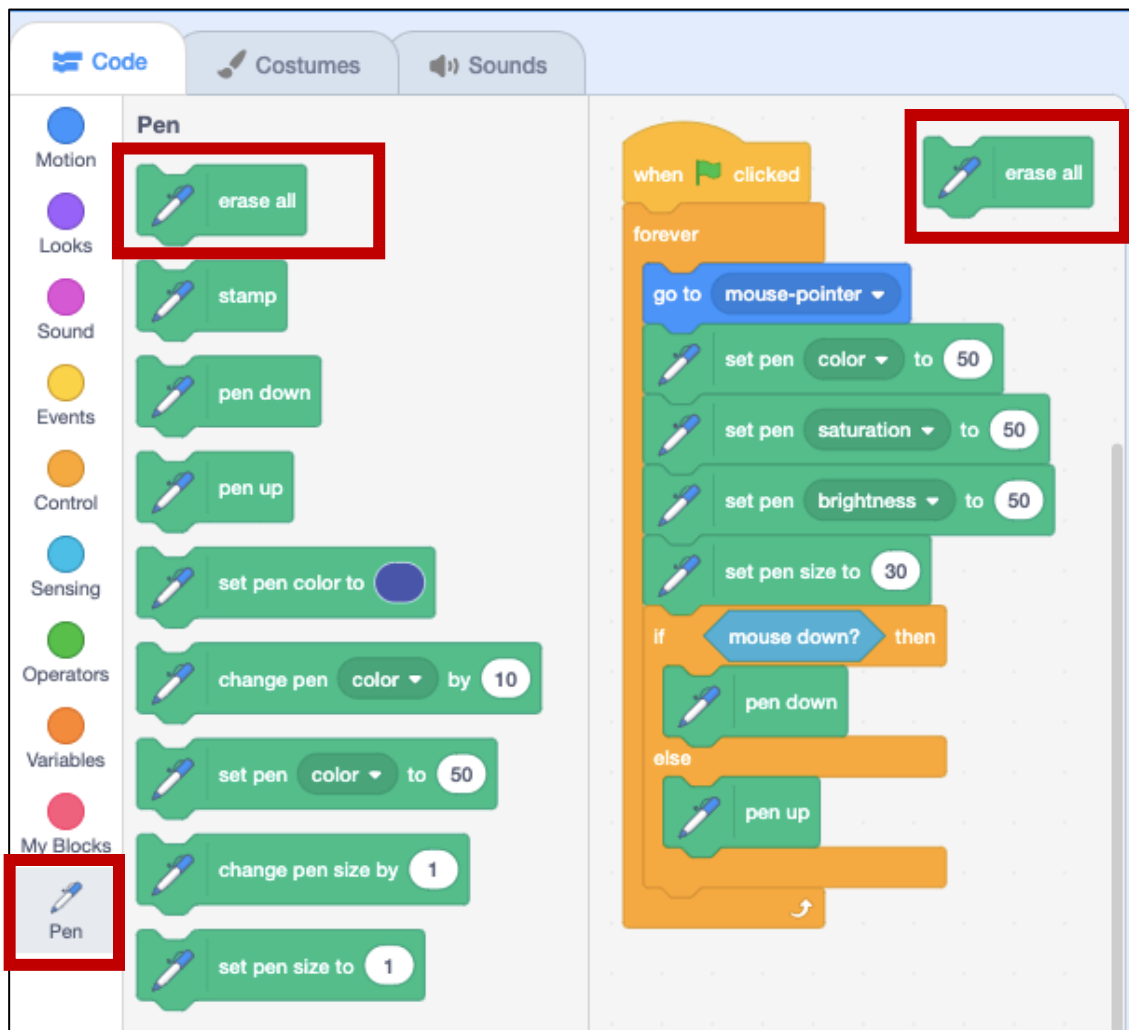 Code
Costumes
Sounds
Motion
Looks
Sound
Events
Control
Sensing
Operators
Variables
My Blocks
Pen
Pen
erase all
stamp
pen down
pen up
set pen color to
change pen color by 10
set pen color to 50
change pen size by 1
set pen size to 1
when clicked
forever
go to mouse-pointer
set pen color to 50
set pen saturation to 50
set pen brightness to 50
set pen size to 30
if mouse down? then
pen down
else
pen up
erase all